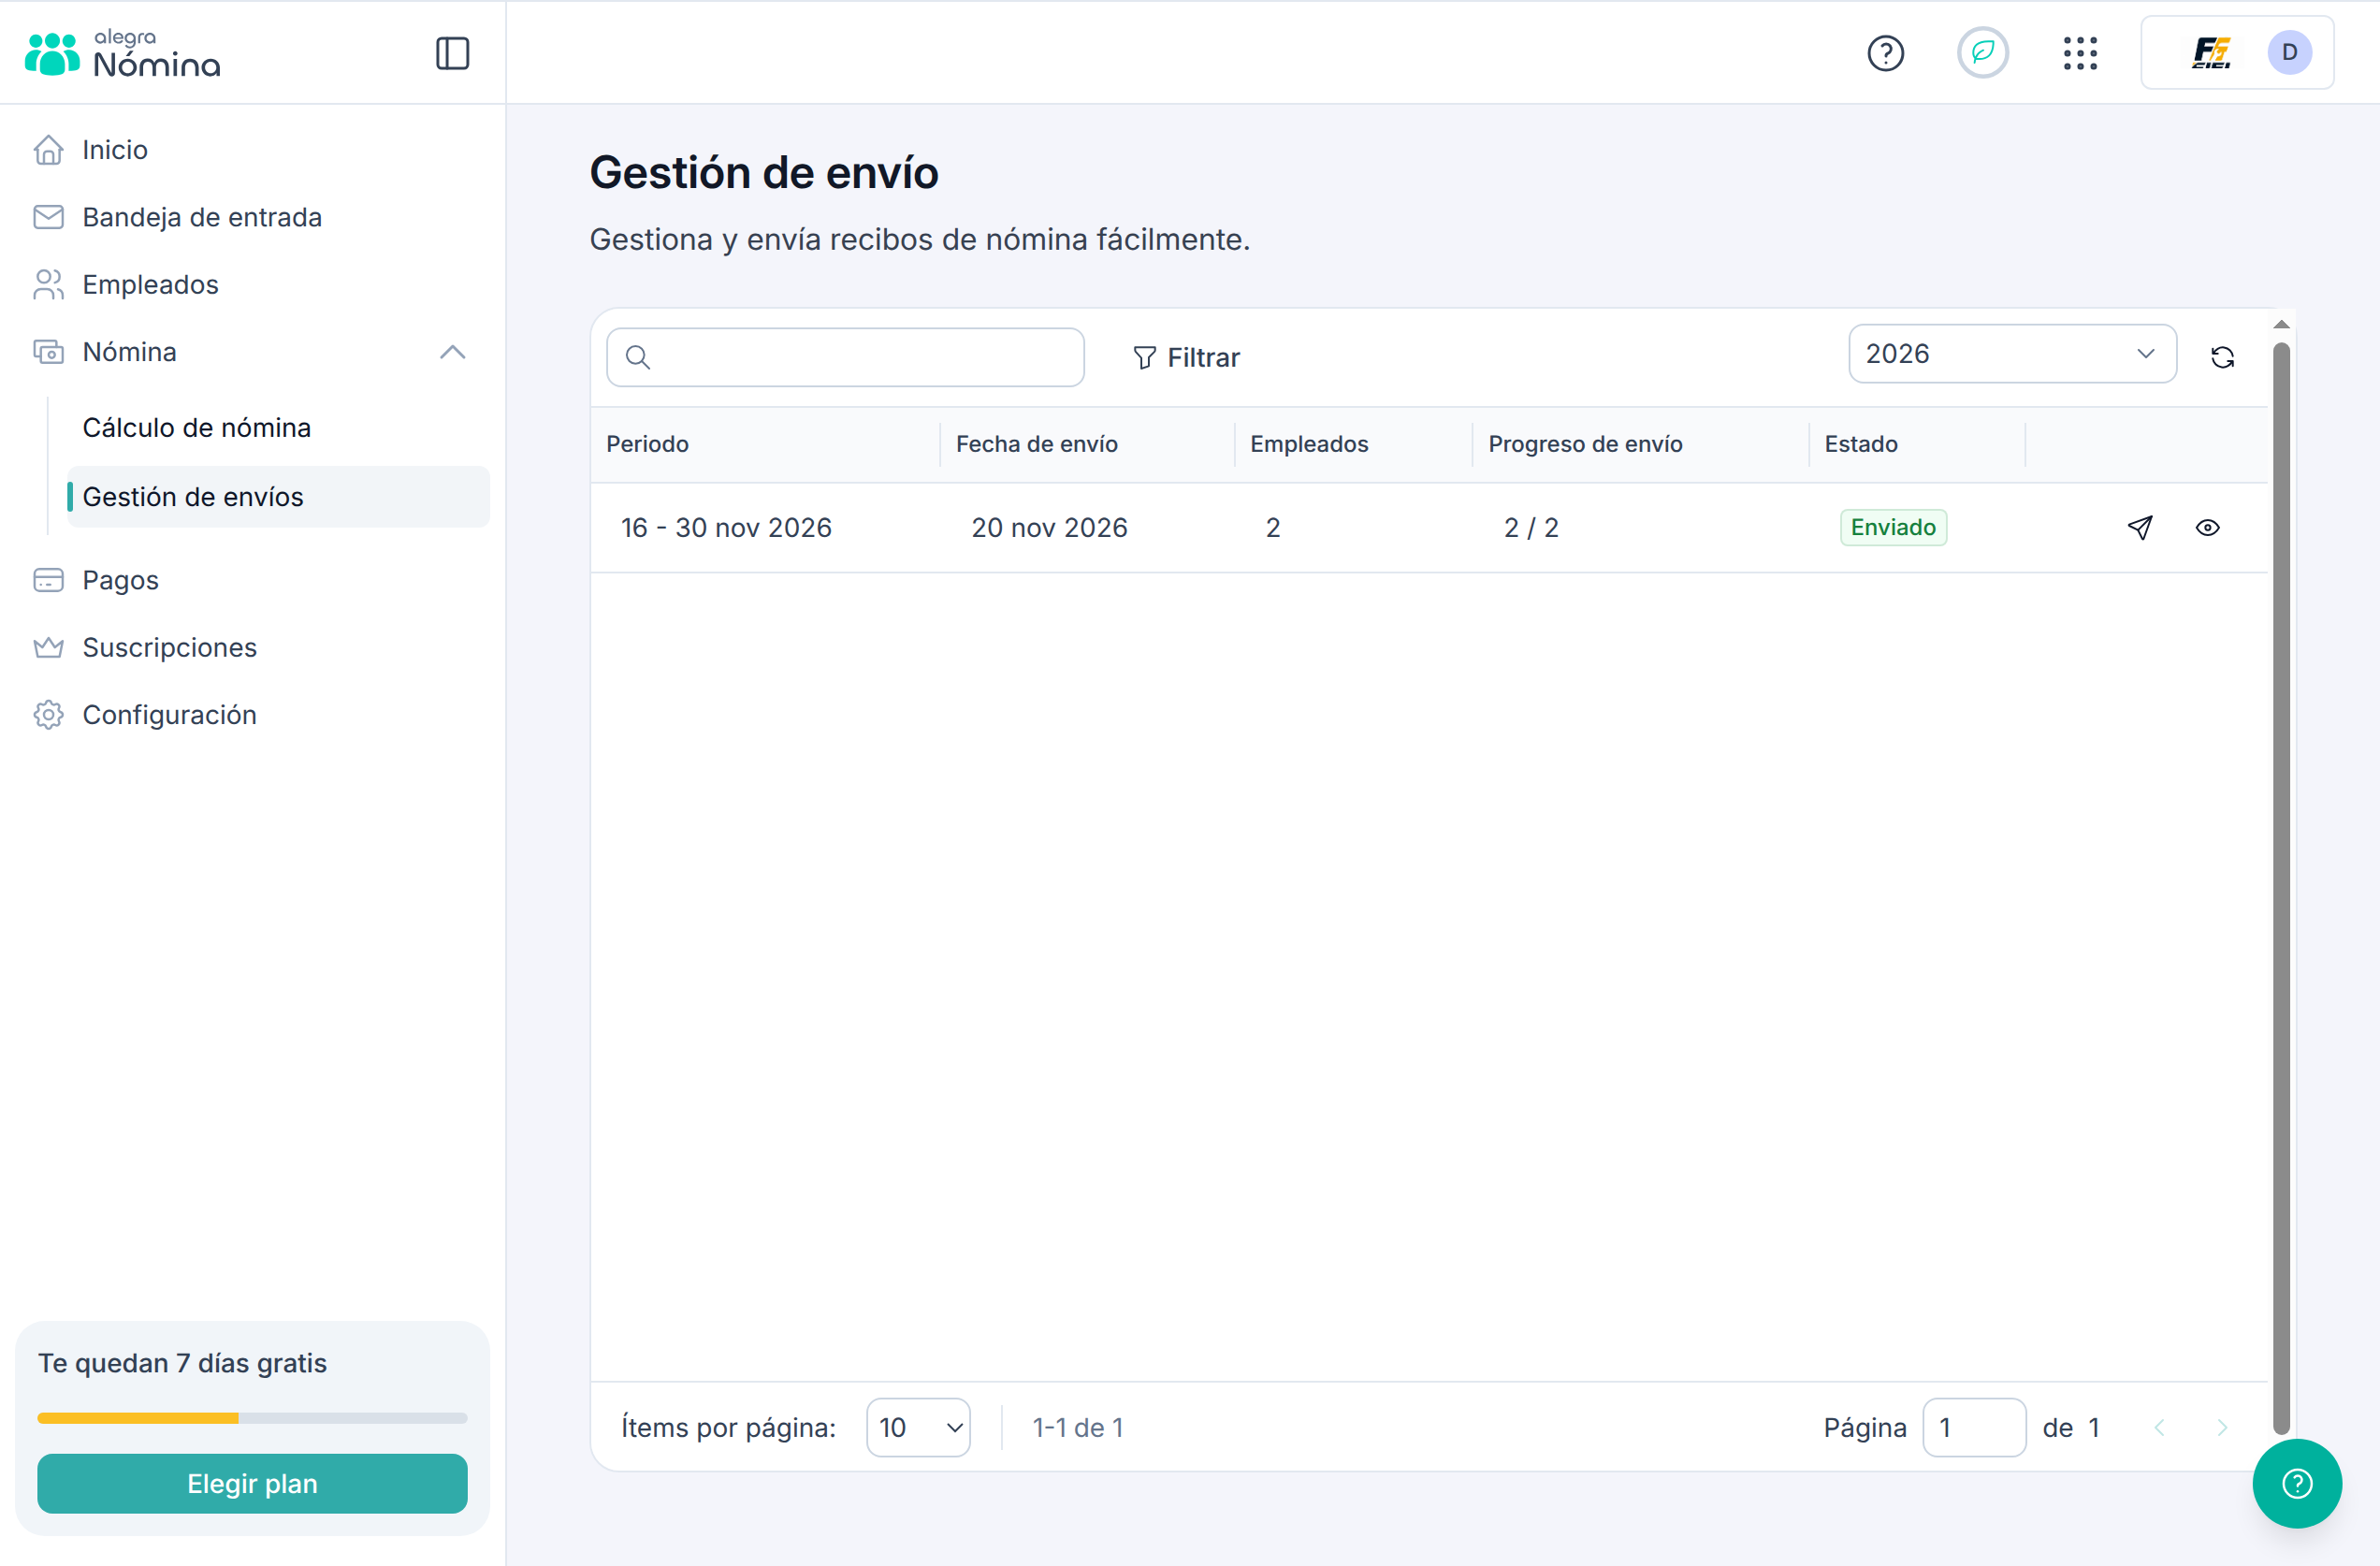 alegra
Nómina
D
Inicio
Bandeja de entrada
Empleados
Nómina
Cálculo de nómina
Gestión de envíos
Pagos
Suscripciones
Configuración
Te quedan 7 días gratis
Elegir plan
Gestión de envío
Gestiona y envía recibos de nómina fácilmente.
Filtrar
2026
Periodo Fecha de envío Empleados Progreso de envío Estado
16 - 30 nov 2026 20 nov 2026 2 2 / 2 Enviado
Ítems por página: 10 1-1 de 1 Página 1 de 1